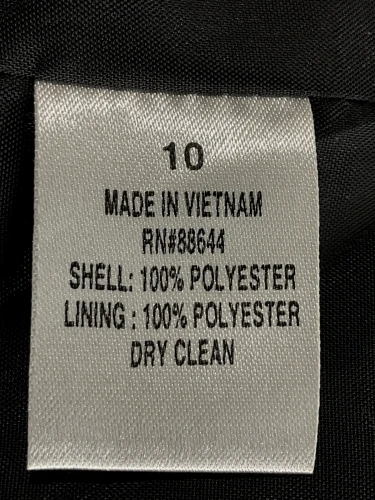 10
MADE IN VIETNAM
RN#88644
SHELL: 100% POLYESTER
LINING : 100% POLYESTER
DRY CLEAN